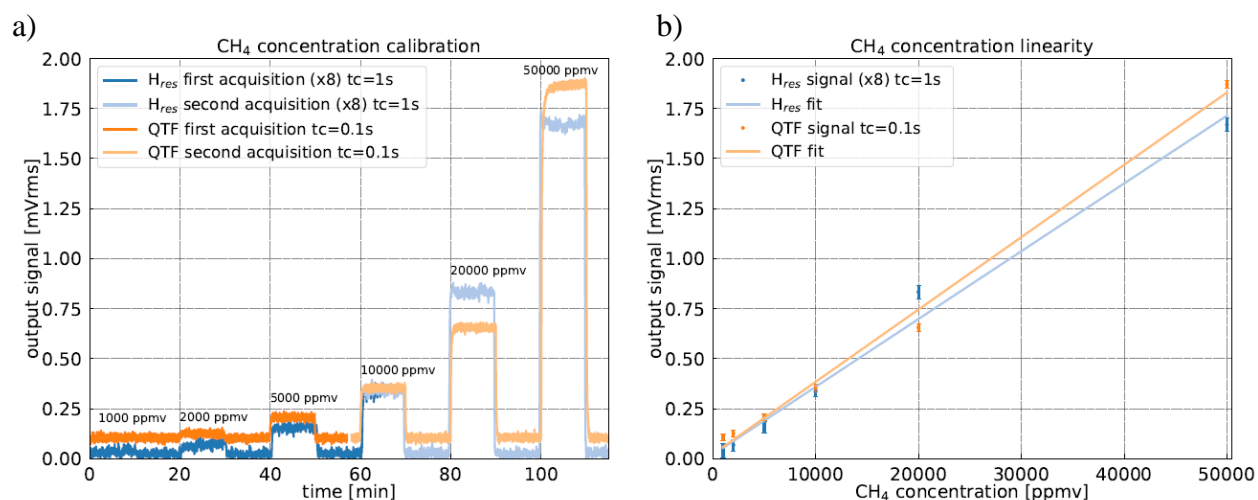 a)
CH₄ concentration calibration
output signal [mVrms]
2.00
1.75
1.50
1.25
1.00
0.75
0.50
0.25
0.00
H_res first acquisition (x8) tc=1s
H_res second acquisition (x8) tc=1s
QTF first acquisition tc=0.1s
QTF second acquisition tc=0.1s
1000 ppmv
2000 ppmv
5000 ppmv
10000 ppmv
20000 ppmv
50000 ppmv
0 20 40 60 80 100
time [min]
b)
CH₄ concentration linearity
output signal [mVrms]
2.00
1.75
1.50
1.25
1.00
0.75
0.50
0.25
0.00
H_res signal (x8) tc=1s
H_res fit
QTF signal tc=0.1s
QTF fit
0 10000 20000 30000 40000 50000
CH₄ concentration [ppmv]